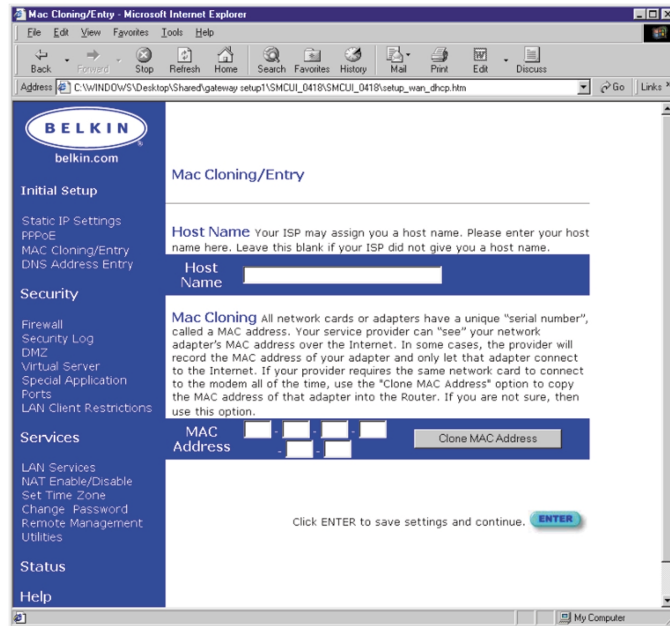 Mac Cloning/Entry - Microsoft Internet Explorer
File Edit View Favorites Tools Help
Back Forward Stop Refresh Home Search Favorites History Mail Print Edit Discuss
Address C:\WINDOWS\Desktop\Shared\gateway setup1\SMCUI_0418\SMCUI_0418\setup_wan_dhcp.htm Go Links »
BELKIN®
belkin.com
Initial Setup
Static IP Settings
PPPoE
MAC Cloning/Entry
DNS Address Entry
Security
Firewall
Security Log
DMZ
Virtual Server
Special Application
Ports
LAN Client Restrictions
Services
LAN Services
NAT Enable/Disable
Set Time Zone
Change Password
Remote Management
Utilities
Status
Help
Mac Cloning/Entry
Host Name Your ISP may assign you a host name. Please enter your host
name here. Leave this blank if your ISP did not give you a host name.
Host
Name
Mac Cloning All network cards or adapters have a unique "serial number",
called a MAC address. Your service provider can "see" your network
adapter's MAC address over the Internet. In some cases, the provider will
record the MAC address of your adapter and only let that adapter connect
to the Internet. If your provider requires the same network card to connect
to the modem all of the time, use the "Clone MAC Address" option to copy
the MAC address of that adapter into the Router. If you are not sure, then
use this option.
MAC - - -
Address - -
Clone MAC Address
Click ENTER to save settings and continue. ENTER
My Computer